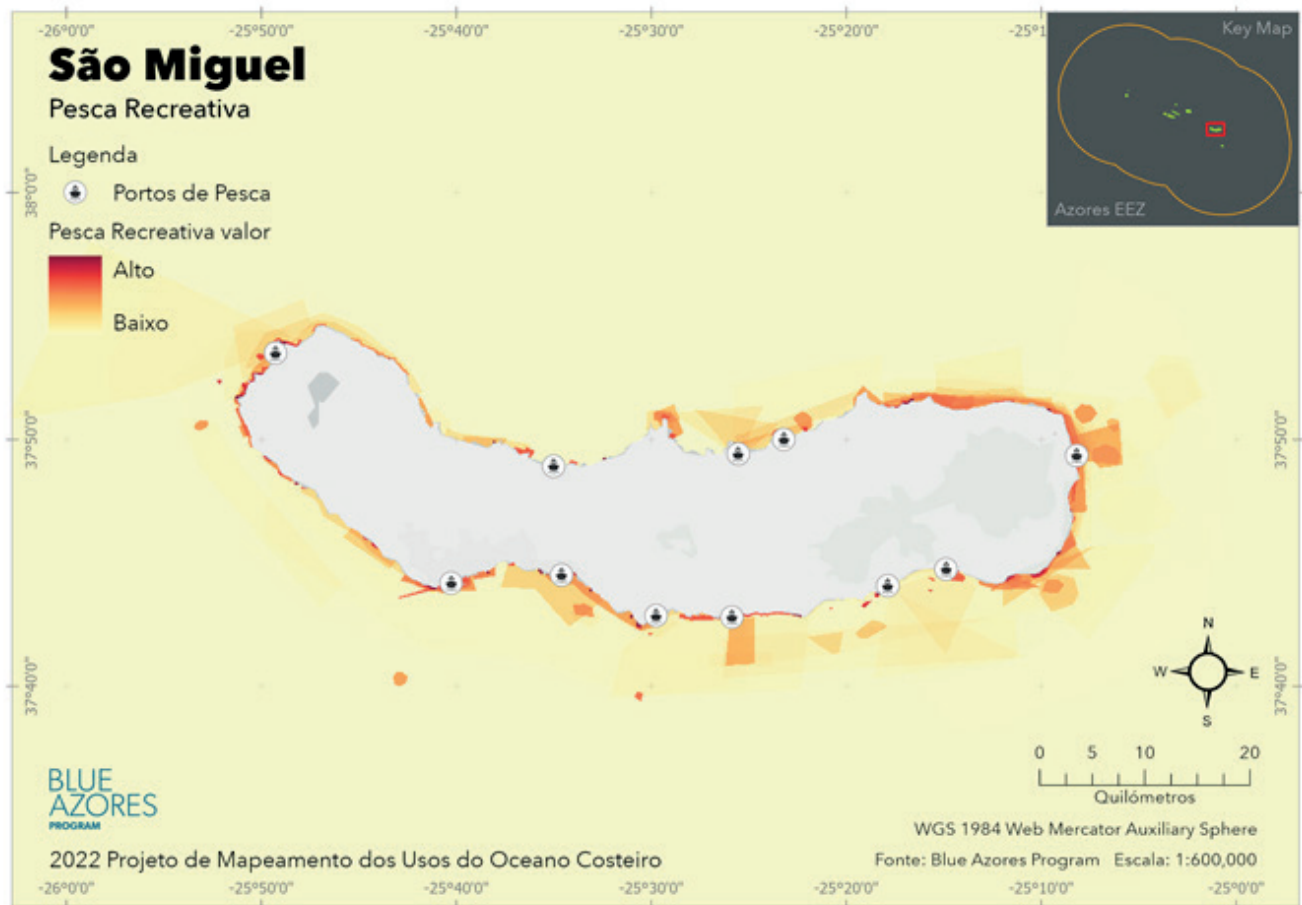 -26°0'0" -25°50'0" -25°40'0" -25°30'0" -25°20'0" -25°1
São Miguel
Pesca Recreativa
Legenda
Portos de Pesca
Pesca Recreativa valor
Alto
Baixo
Key Map
Azores EEZ
38°0'0"
37°50'0" 37°50'0"
37°40'0" 37°40'0"
N
W E
S
0 5 10 20
Quilómetros
BLUE
AZORES
PROGRAM
WGS 1984 Web Mercator Auxiliary Sphere
2022 Projeto de Mapeamento dos Usos do Oceano Costeiro
Fonte: Blue Azores Program Escala: 1:600,000
-26°0'0" -25°50'0" -25°40'0" -25°30'0" -25°20'0" -25°10'0" -25°0'0"